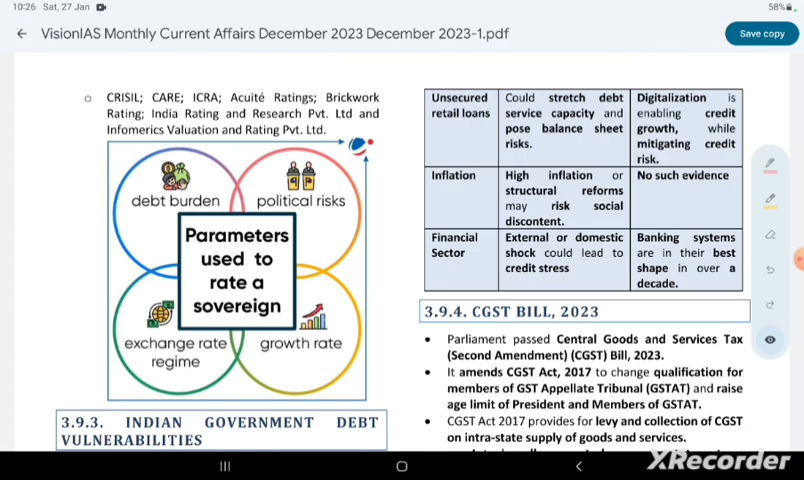 10:26 Sat, 27 Jan
58%
VisionIAS Monthly Current Affairs December 2023 December 2023-1.pdf
Save copy
CRISIL; CARE; ICRA; Acuité Ratings; Brickwork
Rating; India Rating and Research Pvt. Ltd and
Infomerics Valuation and Rating Pvt. Ltd.
debt burden
political risks
Parameters
used to
rate a
sovereign
exchange rate
regime
growth rate
3.9.3. INDIAN GOVERNMENT DEBT
VULNERABILITIES
Unsecured
retail loans
Could stretch debt
service capacity and
pose balance sheet
risks.
Digitalization is
enabling credit
growth, while
mitigating credit
risk.
Inflation
High inflation or
structural reforms
may risk social
discontent.
No such evidence
Financial
Sector
External or domestic
shock could lead to
credit stress
Banking systems
are in their best
shape in over a
decade.
3.9.4. CGST BILL, 2023
• Parliament passed Central Goods and Services Tax
(Second Amendment) (CGST) Bill, 2023.
• It amends CGST Act, 2017 to change qualification for
members of GST Appellate Tribunal (GSTAT) and raise
age limit of President and Members of GSTAT.
• CGST Act 2017 provides for levy and collection of CGST
on intra-state supply of goods and services.
XRecorder